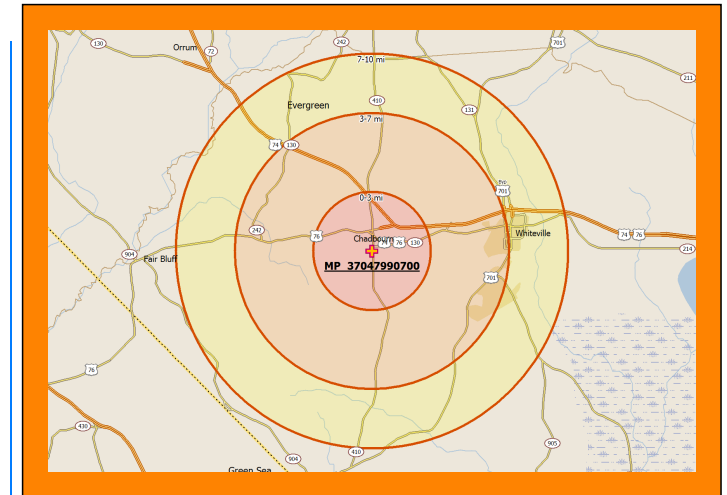 130
Orrum
72
242
701
7-10 mi
211
Evergreen
410
131
3-7 mi
74
130
701
0-3 mi
242
76
Chadbourn
74
76
130
Whiteville
74
76
214
904
Fair Bluff
MP_37047990700
701
76
430
905
410
904
Green Sea